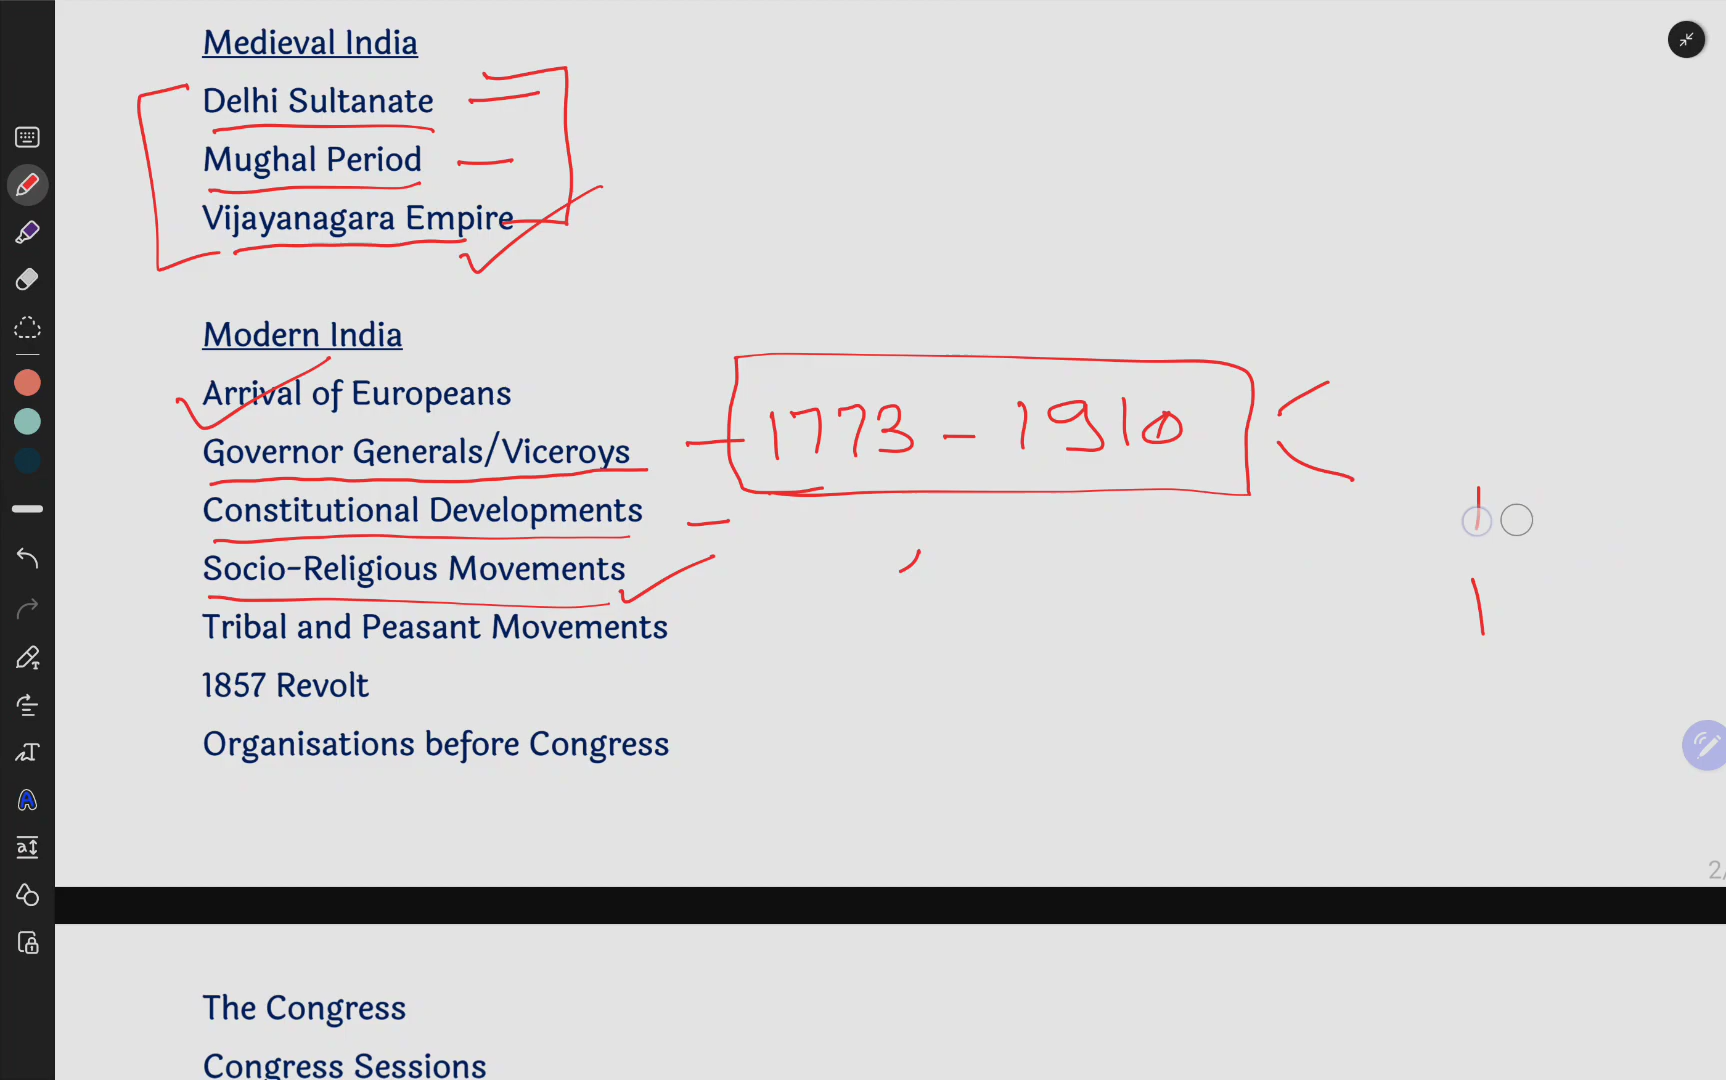 Medieval India
Delhi Sultanate
Mughal Period
Vijayanagara Empire
Modern India
Arrival of Europeans
Governor Generals/Viceroys
1773 - 1910
Constitutional Developments
Socio-Religious Movements
Tribal and Peasant Movements
1857 Revolt
Organisations before Congress
2/
The Congress
Congress Sessions